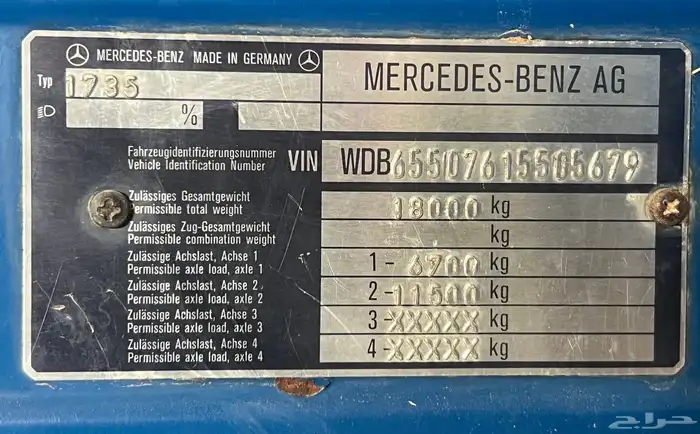 MERCEDES-BENZ MADE IN GERMANY
Typ 1735 MERCEDES-BENZ AG
%
Fahrzeugidentifizierungsnummer
Vehicle Identification Number VIN WDB65507615505679
Zulässiges Gesamtgewicht
Permissible total weight 18000 kg
Zulässiges Zug-Gesamtgewicht
Permissible combination weight kg
Zulässige Achslast, Achse 1
Permissible axle load, axle 1 1-6700 kg
Zulässige Achslast, Achse 2
Permissible axle load, axle 2 2-11500 kg
Zulässige Achslast, Achse 3
Permissible axle load, axle 3 3-XXXXX kg
Zulässige Achslast, Achse 4
Permissible axle load, axle 4 4-XXXXX kg
حراج